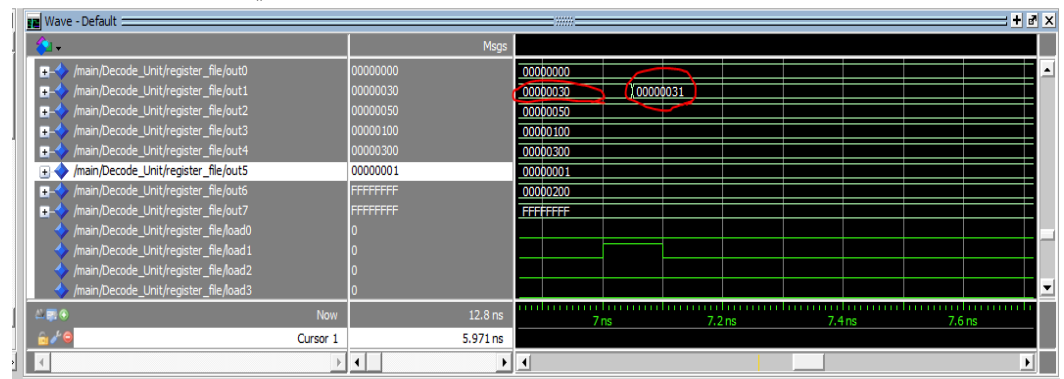 Wave - Default
Msgs
/main/Decode_Unit/register_file/out0 00000000 00000000
/main/Decode_Unit/register_file/out1 00000030 00000030 00000031
/main/Decode_Unit/register_file/out2 00000050 00000050
/main/Decode_Unit/register_file/out3 00000100 00000100
/main/Decode_Unit/register_file/out4 00000300 00000300
/main/Decode_Unit/register_file/out5 00000001 00000001
/main/Decode_Unit/register_file/out6 FFFFFFFF 00000200
/main/Decode_Unit/register_file/out7 FFFFFFFF FFFFFFFF
/main/Decode_Unit/register_file/load0 0
/main/Decode_Unit/register_file/load1 0
/main/Decode_Unit/register_file/load2 0
/main/Decode_Unit/register_file/load3 0
Now 12.8 ns 7 ns 7.2 ns 7.4 ns 7.6 ns
Cursor 1 5.971 ns